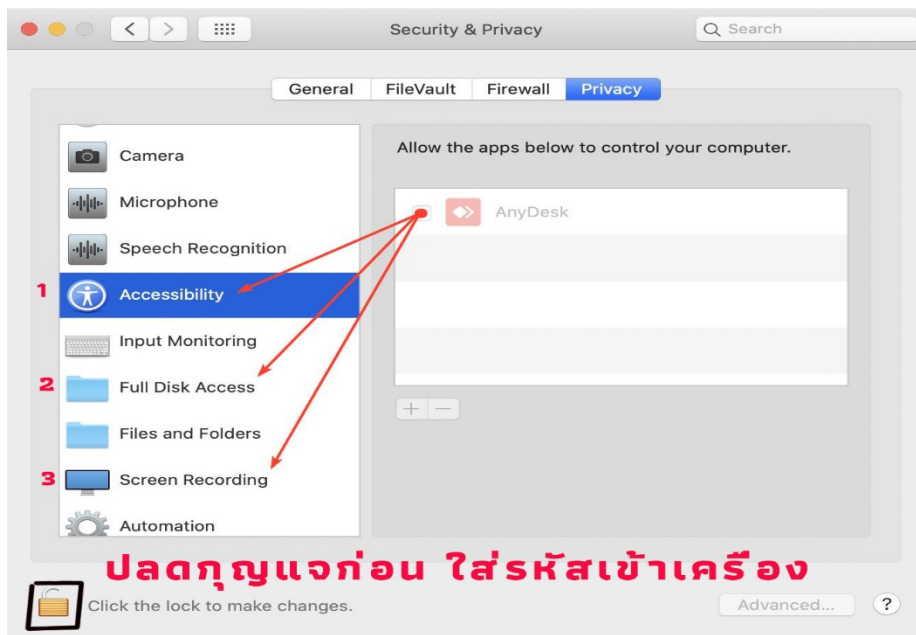 Security & Privacy
Search
General FileVault Firewall Privacy
Camera
Allow the apps below to control your computer.
Microphone
AnyDesk
Speech Recognition
1 Accessibility
Input Monitoring
2 Full Disk Access
Files and Folders
3 Screen Recording
Automation
ปลดกุญแจก่อน ใส่รหัสเข้าเครื่อง
Click the lock to make changes.
Advanced... ?